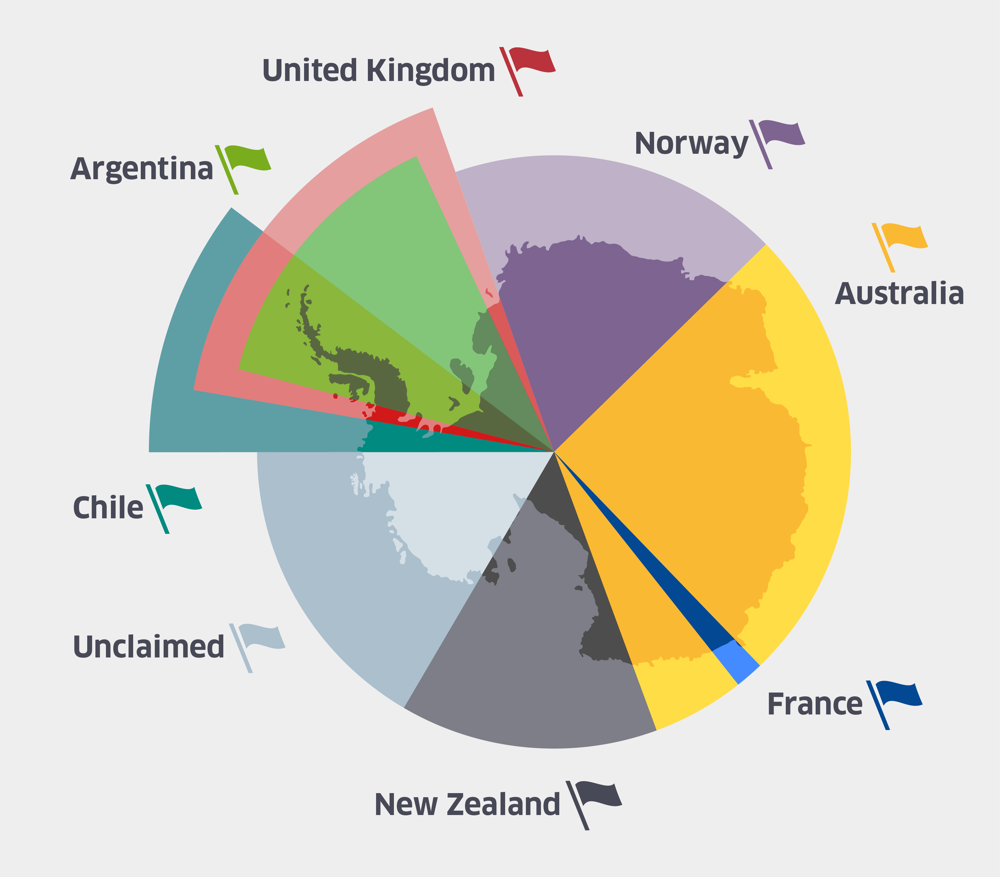 United Kingdom
Norway
Argentina
Australia
Chile
Unclaimed
France
New Zealand